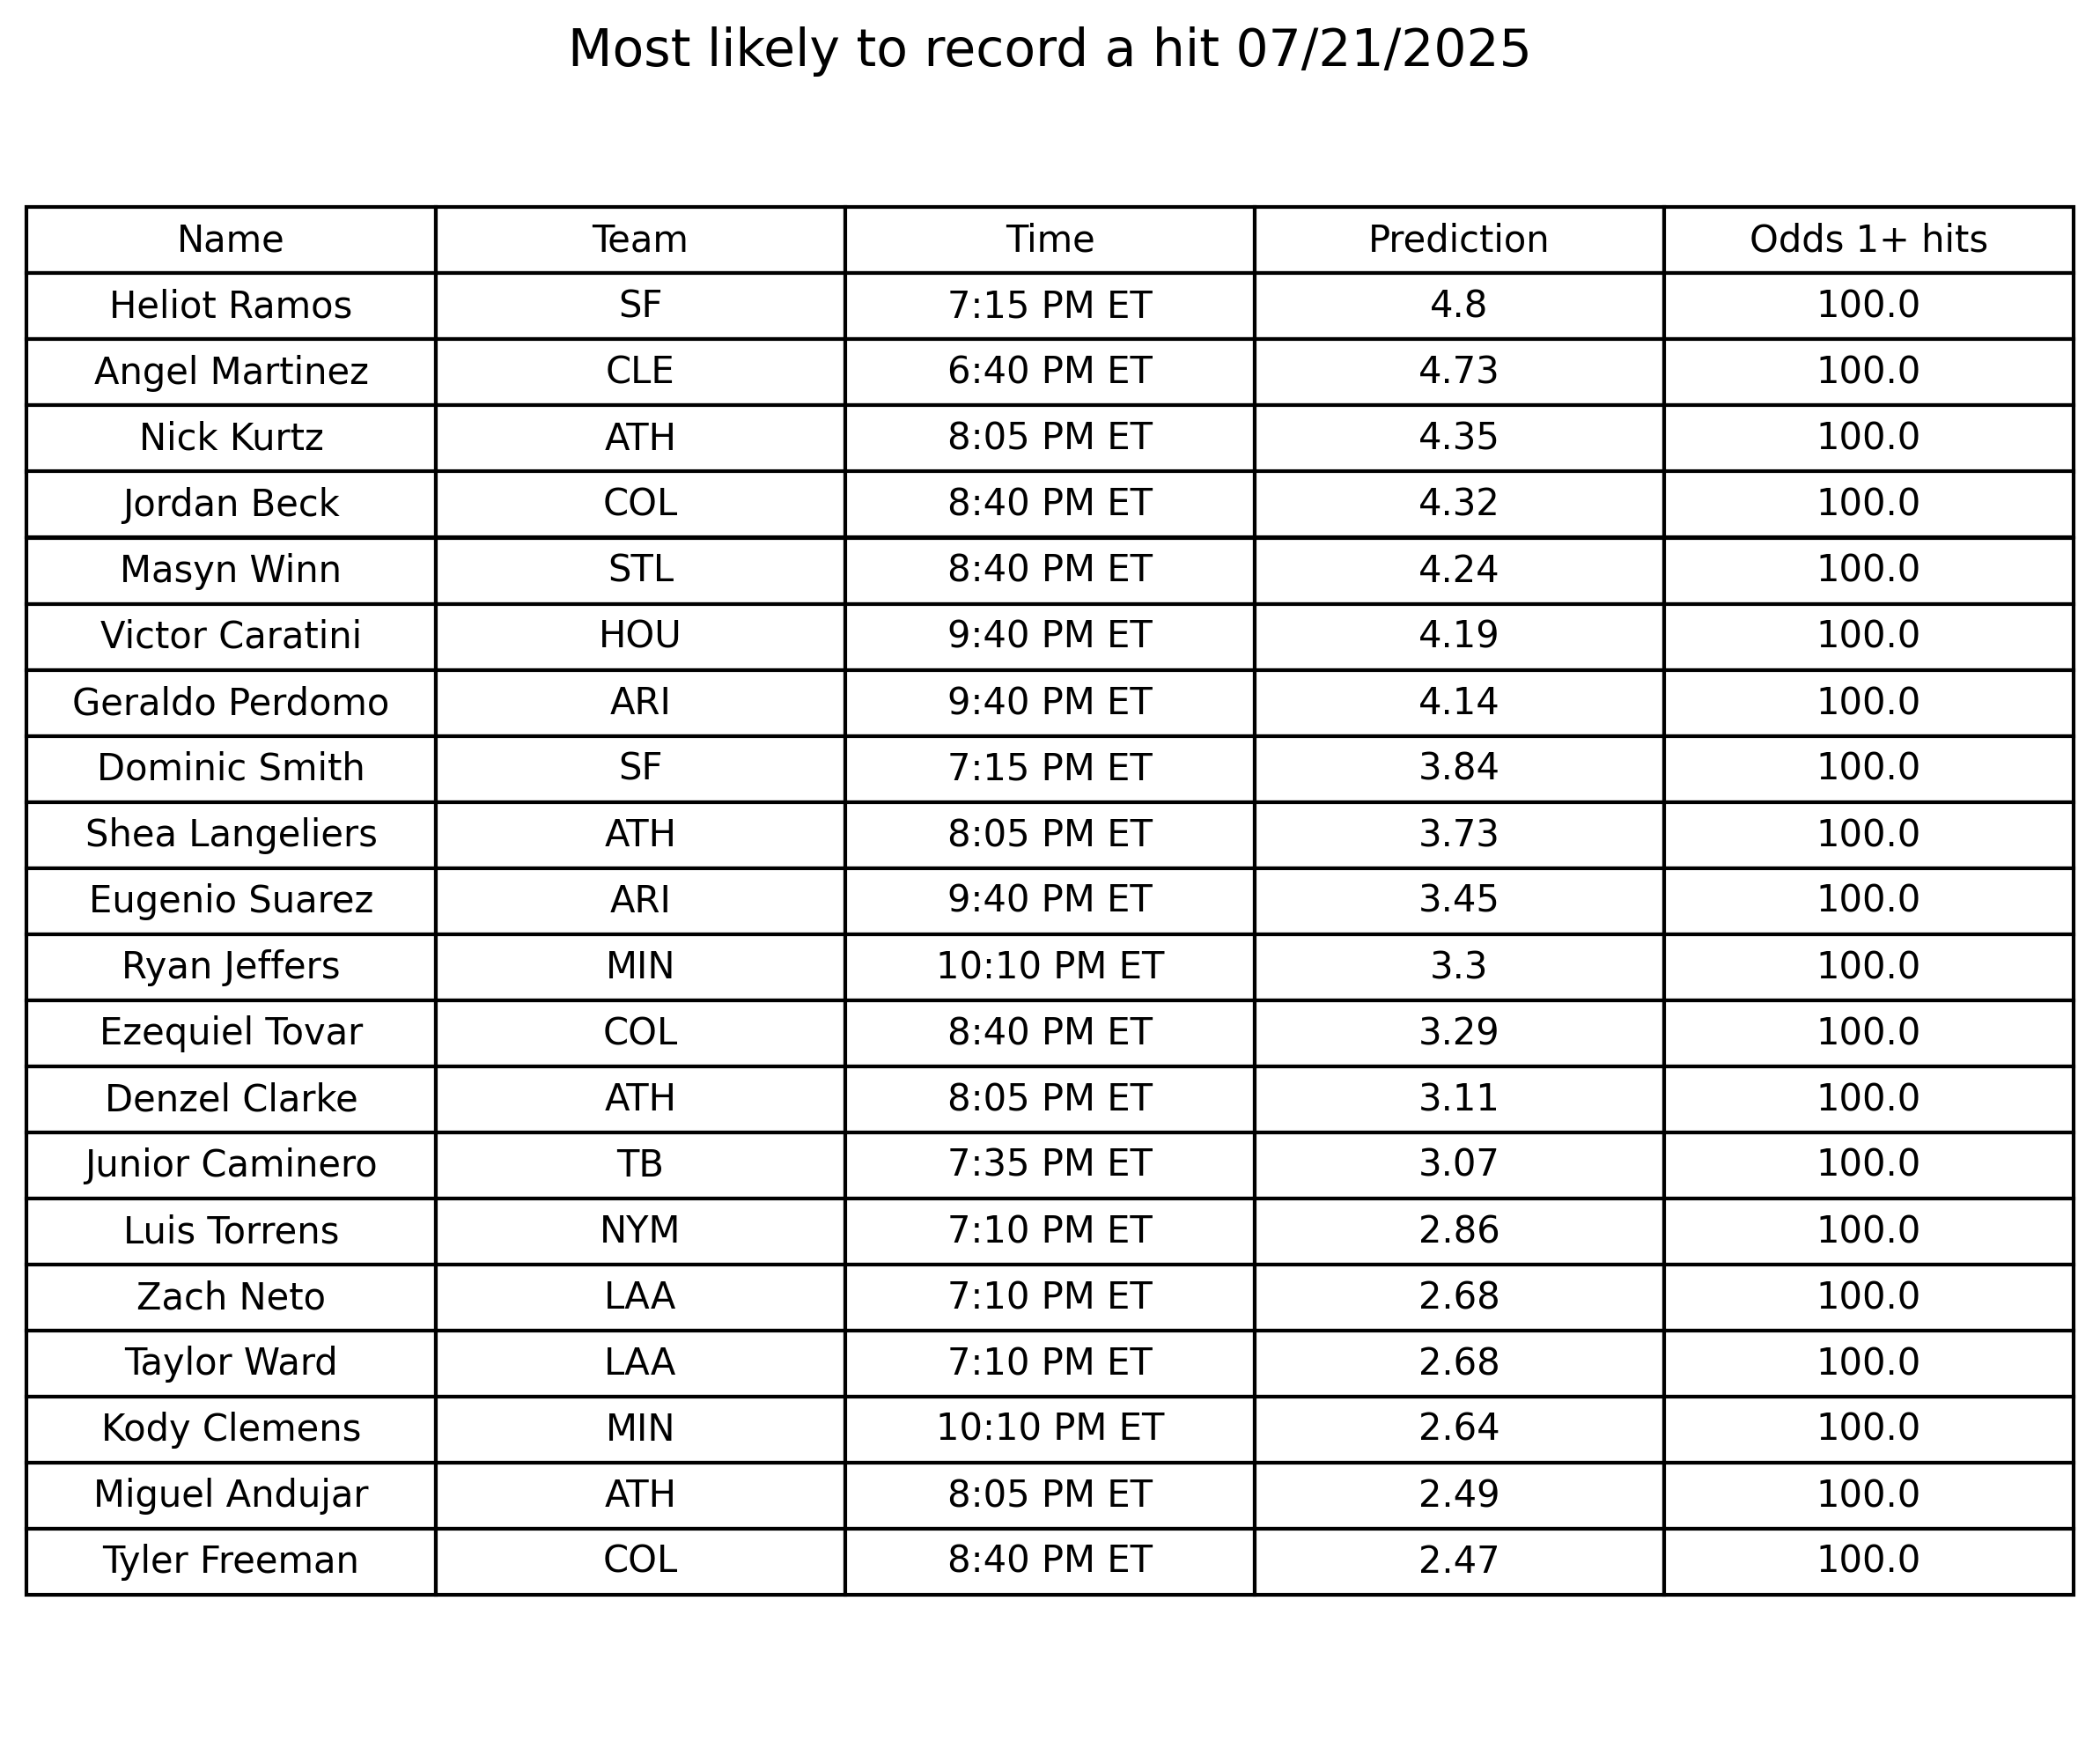 Most likely to record a hit 07/21/2025
Name Team Time Prediction Odds 1+ hits
Heliot Ramos SF 7:15 PM ET 4.8 100.0
Angel Martinez CLE 6:40 PM ET 4.73 100.0
Nick Kurtz ATH 8:05 PM ET 4.35 100.0
Jordan Beck COL 8:40 PM ET 4.32 100.0
Masyn Winn STL 8:40 PM ET 4.24 100.0
Victor Caratini HOU 9:40 PM ET 4.19 100.0
Geraldo Perdomo ARI 9:40 PM ET 4.14 100.0
Dominic Smith SF 7:15 PM ET 3.84 100.0
Shea Langeliers ATH 8:05 PM ET 3.73 100.0
Eugenio Suarez ARI 9:40 PM ET 3.45 100.0
Ryan Jeffers MIN 10:10 PM ET 3.3 100.0
Ezequiel Tovar COL 8:40 PM ET 3.29 100.0
Denzel Clarke ATH 8:05 PM ET 3.11 100.0
Junior Caminero TB 7:35 PM ET 3.07 100.0
Luis Torrens NYM 7:10 PM ET 2.86 100.0
Zach Neto LAA 7:10 PM ET 2.68 100.0
Taylor Ward LAA 7:10 PM ET 2.68 100.0
Kody Clemens MIN 10:10 PM ET 2.64 100.0
Miguel Andujar ATH 8:05 PM ET 2.49 100.0
Tyler Freeman COL 8:40 PM ET 2.47 100.0